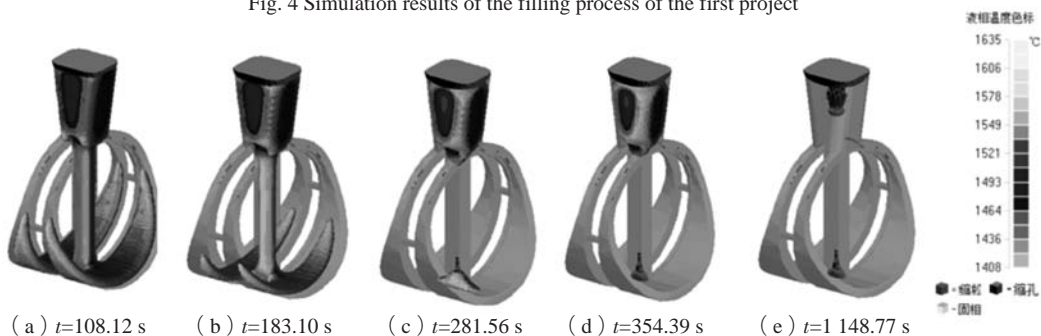 Fig. 4 Simulation results of the filling process of the first project
液相温度色标
℃
1635
1606
1578
1549
1521
1493
1464
1436
1408
-缩松 -缩孔
-固相
(a) t=108.12 s (b) t=183.10 s (c) t=281.56 s (d) t=354.39 s (e) t=1 148.77 s